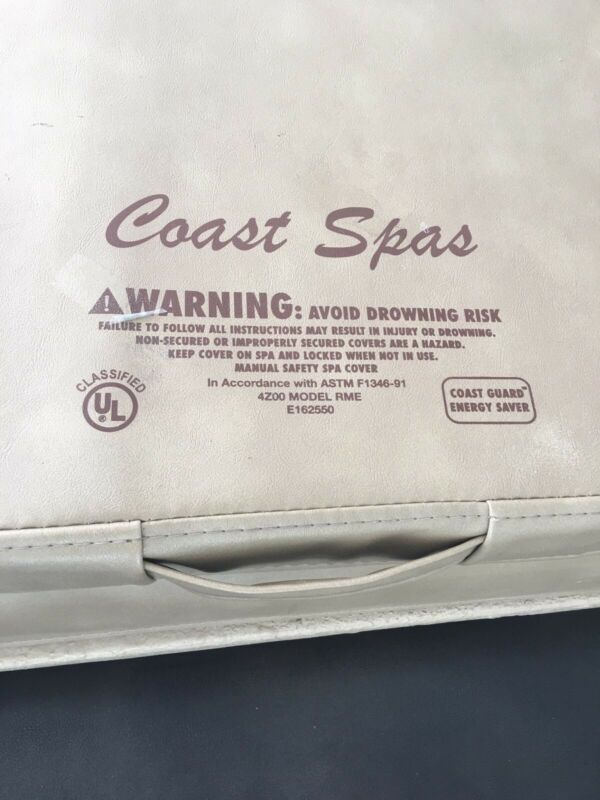 Coast Spas
WARNING: AVOID DROWNING RISK
FAILURE TO FOLLOW ALL INSTRUCTIONS MAY RESULT IN INJURY OR DROWNING.
NON-SECURED OR IMPROPERLY SECURED COVERS ARE A HAZARD.
KEEP COVER ON SPA AND LOCKED WHEN NOT IN USE.
MANUAL SAFETY SPA COVER
In Accordance with ASTM F1346-91
4Z00 MODEL RME
E162550
CLASSIFIED
UL
®
COAST GUARD™
ENERGY SAVER